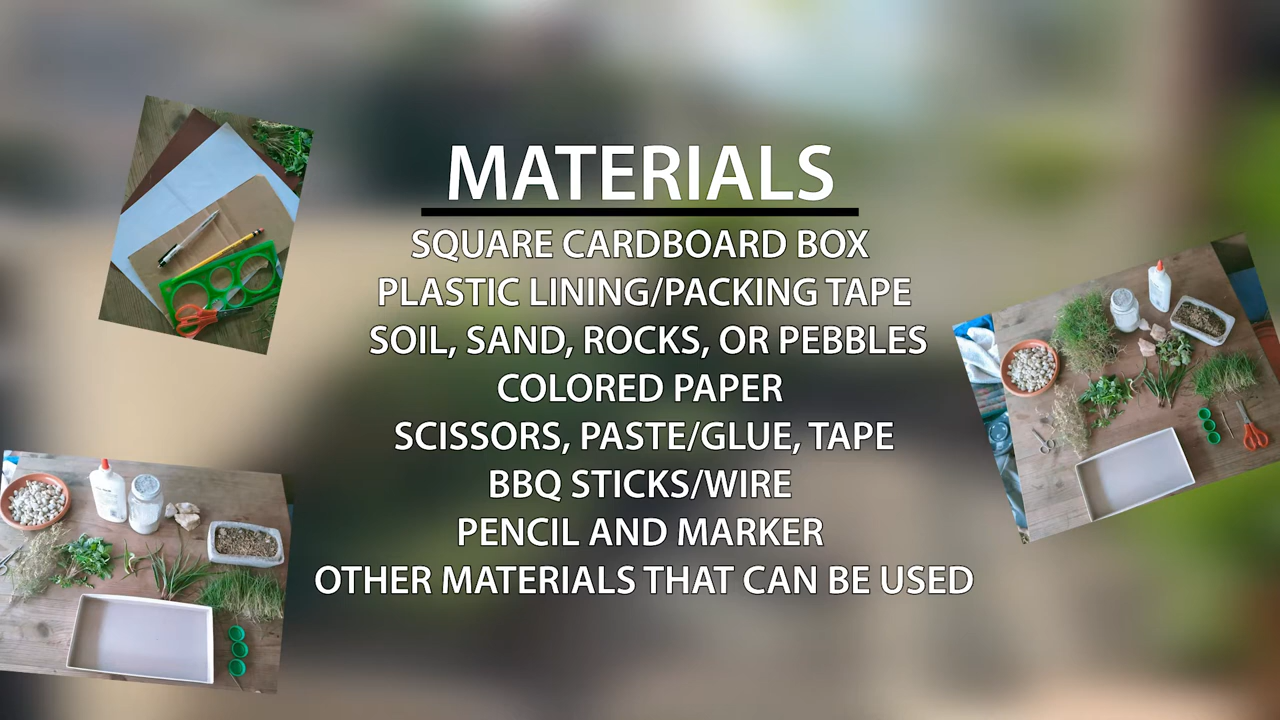 MATERIALS
SQUARE CARDBOARD BOX
PLASTIC LINING/PACKING TAPE
SOIL, SAND, ROCKS, OR PEBBLES
COLORED PAPER
SCISSORS, PASTE/GLUE, TAPE
BBQ STICKS/WIRE
PENCIL AND MARKER
OTHER MATERIALS THAT CAN BE USED